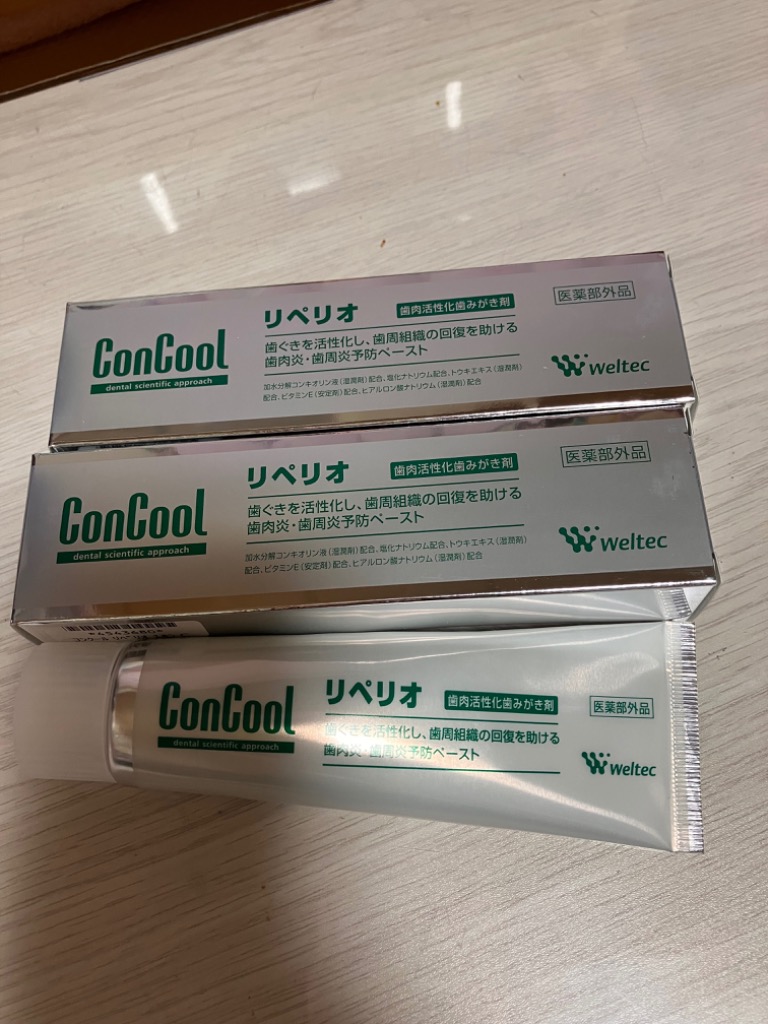 ConCool
dental scientific approach
リペリオ
歯肉活性化歯みがき剤
医薬部外品
歯ぐきを活性化し、歯周組織の回復を助ける
歯肉炎・歯周炎予防ペースト
加水分解コンキオリン液(湿潤剤)配合、塩化ナトリウム配合、トウキエキス(湿潤剤)
配合、ビタミンE(安定剤)配合、ヒアルロン酸ナトリウム(湿潤剤)配合
weltec
ConCool
dental scientific approach
リペリオ
歯肉活性化歯みがき剤
医薬部外品
歯ぐきを活性化し、歯周組織の回復を助ける
歯肉炎・歯周炎予防ペースト
加水分解コンキオリン液(湿潤剤)配合、塩化ナトリウム配合、トウキエキス(湿潤剤)
配合、ビタミンE(安定剤)配合、ヒアルロン酸ナトリウム(湿潤剤)配合
weltec
ConCool
dental scientific approach
リペリオ
歯肉活性化歯みがき剤
医薬部外品
歯ぐきを活性化し、歯周組織の回復を助ける
歯肉炎・歯周炎予防ペースト
weltec